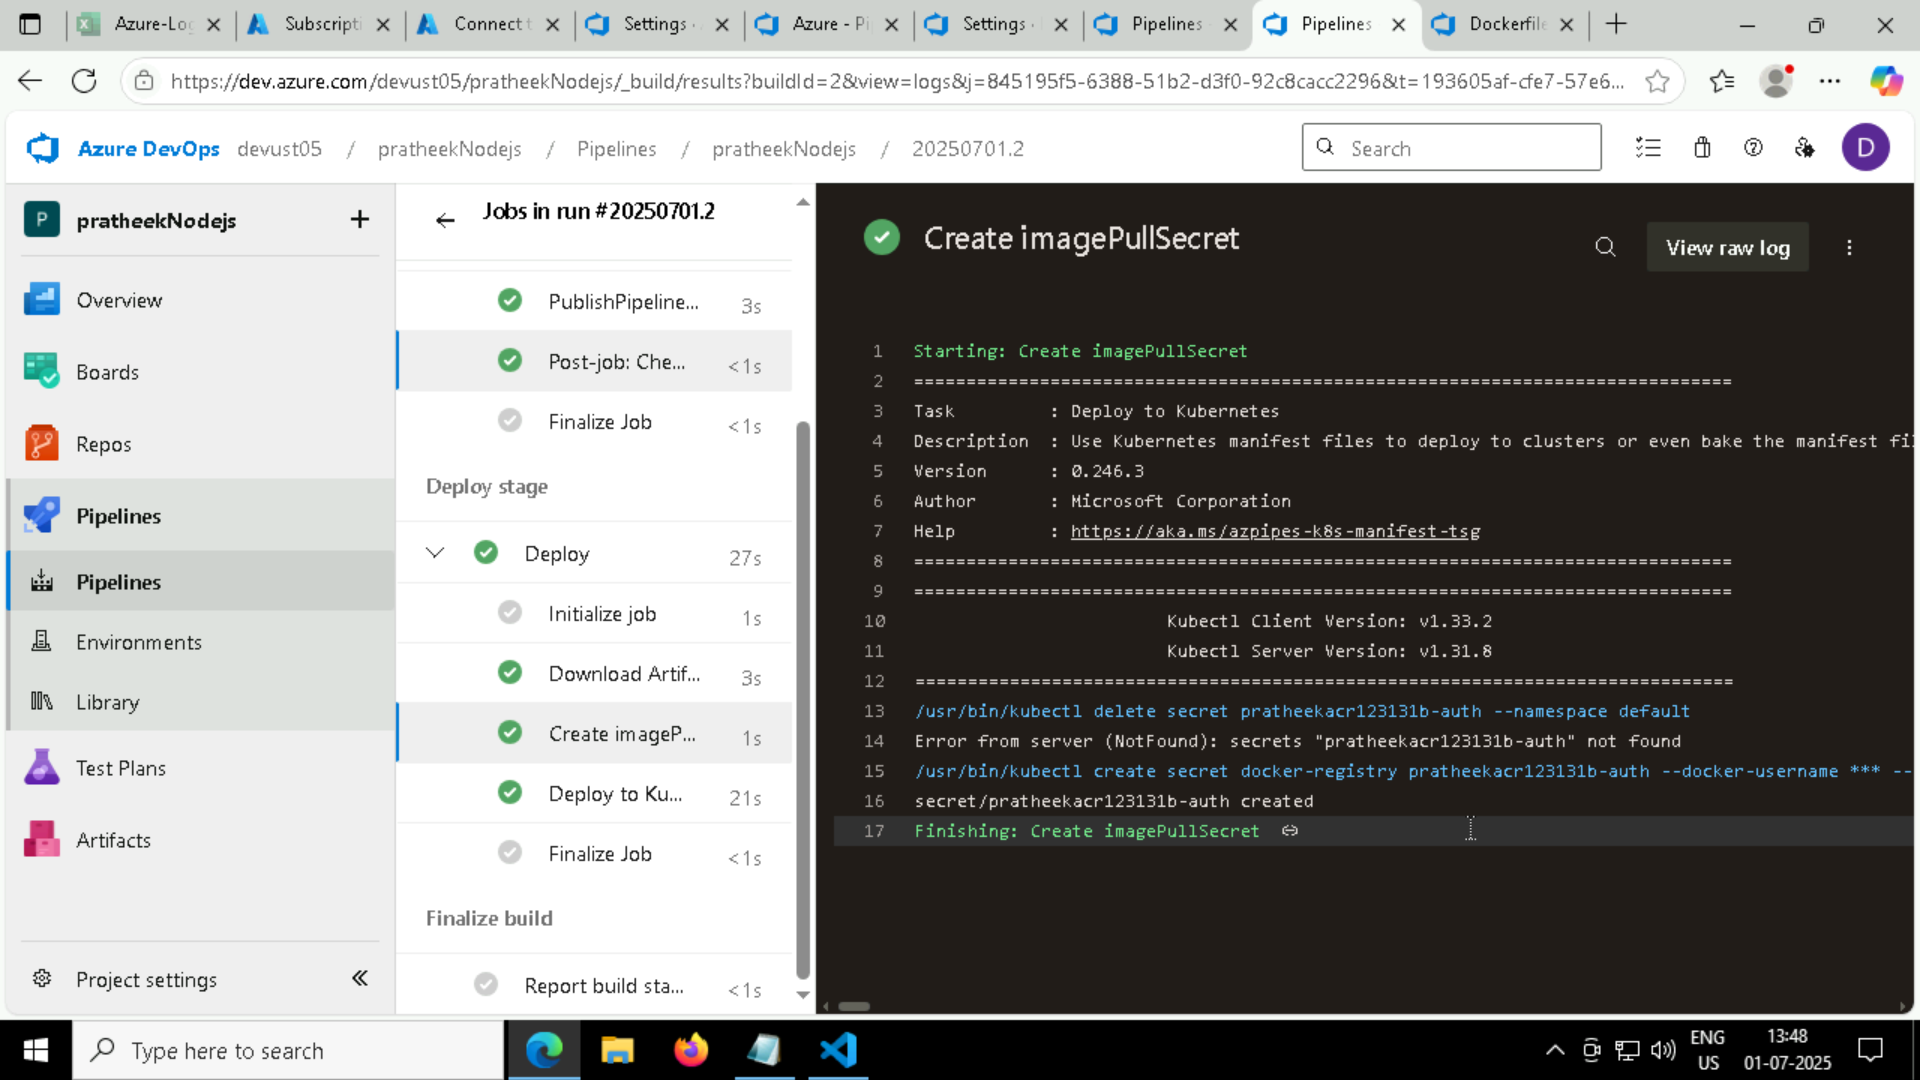 Azure-Log
Subscripti
Connect t
Settings ·
Azure - Pi
Settings ·
Pipelines
Pipelines
Dockerfile
https://dev.azure.com/devust05/pratheekNodejs/_build/results?buildId=2&view=logs&j=845195f5-6388-51b2-d3f0-92c8cacc2296&t=193605af-cfe7-57e6...
Azure DevOps devust05 / pratheekNodejs / Pipelines / pratheekNodejs / 20250701.2
Search
D
P pratheekNodejs
Overview
Boards
Repos
Pipelines
Pipelines
Environments
Library
Test Plans
Artifacts
Project settings
Jobs in run #20250701.2
PublishPipeline... 3s
Post-job: Che... <1s
Finalize Job <1s
Deploy stage
Deploy 27s
Initialize job 1s
Download Artif... 3s
Create imageP... 1s
Deploy to Ku... 21s
Finalize Job <1s
Finalize build
Report build sta... <1s
Create imagePullSecret
View raw log
1 Starting: Create imagePullSecret
2 ==============================================================================
3 Task : Deploy to Kubernetes
4 Description : Use Kubernetes manifest files to deploy to clusters or even bake the manifest fi
5 Version : 0.246.3
6 Author : Microsoft Corporation
7 Help : https://aka.ms/azpipes-k8s-manifest-tsg
8 ==============================================================================
9 ==============================================================================
10 Kubectl Client Version: v1.33.2
11 Kubectl Server Version: v1.31.8
12 ==============================================================================
13 /usr/bin/kubectl delete secret pratheekacr123131b-auth --namespace default
14 Error from server (NotFound): secrets "pratheekacr123131b-auth" not found
15 /usr/bin/kubectl create secret docker-registry pratheekacr123131b-auth --docker-username *** --
16 secret/pratheekacr123131b-auth created
17 Finishing: Create imagePullSecret
Type here to search
ENG
US
13:48
01-07-2025